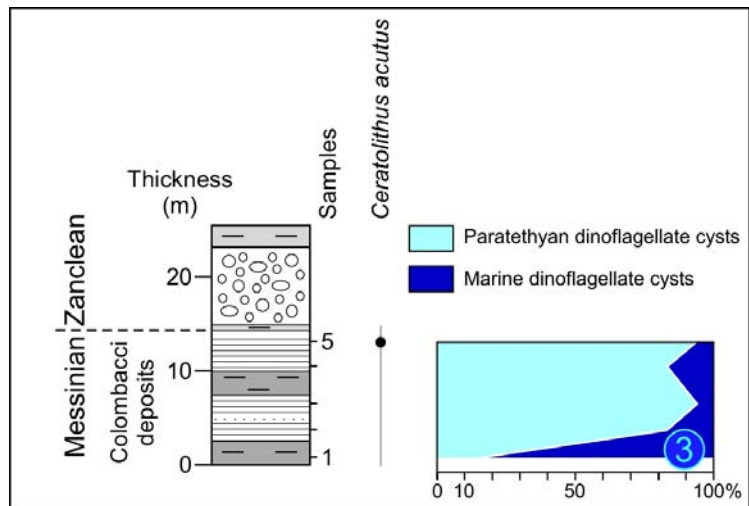 Thickness
(m)
Samples
Ceratolithus acutus
Paratethyan dinoflagellate cysts
Marine dinoflagellate cysts
Zanclean
Messinian
Colombacci
deposits
20
10
0
5
1
3
0 10 50 100%